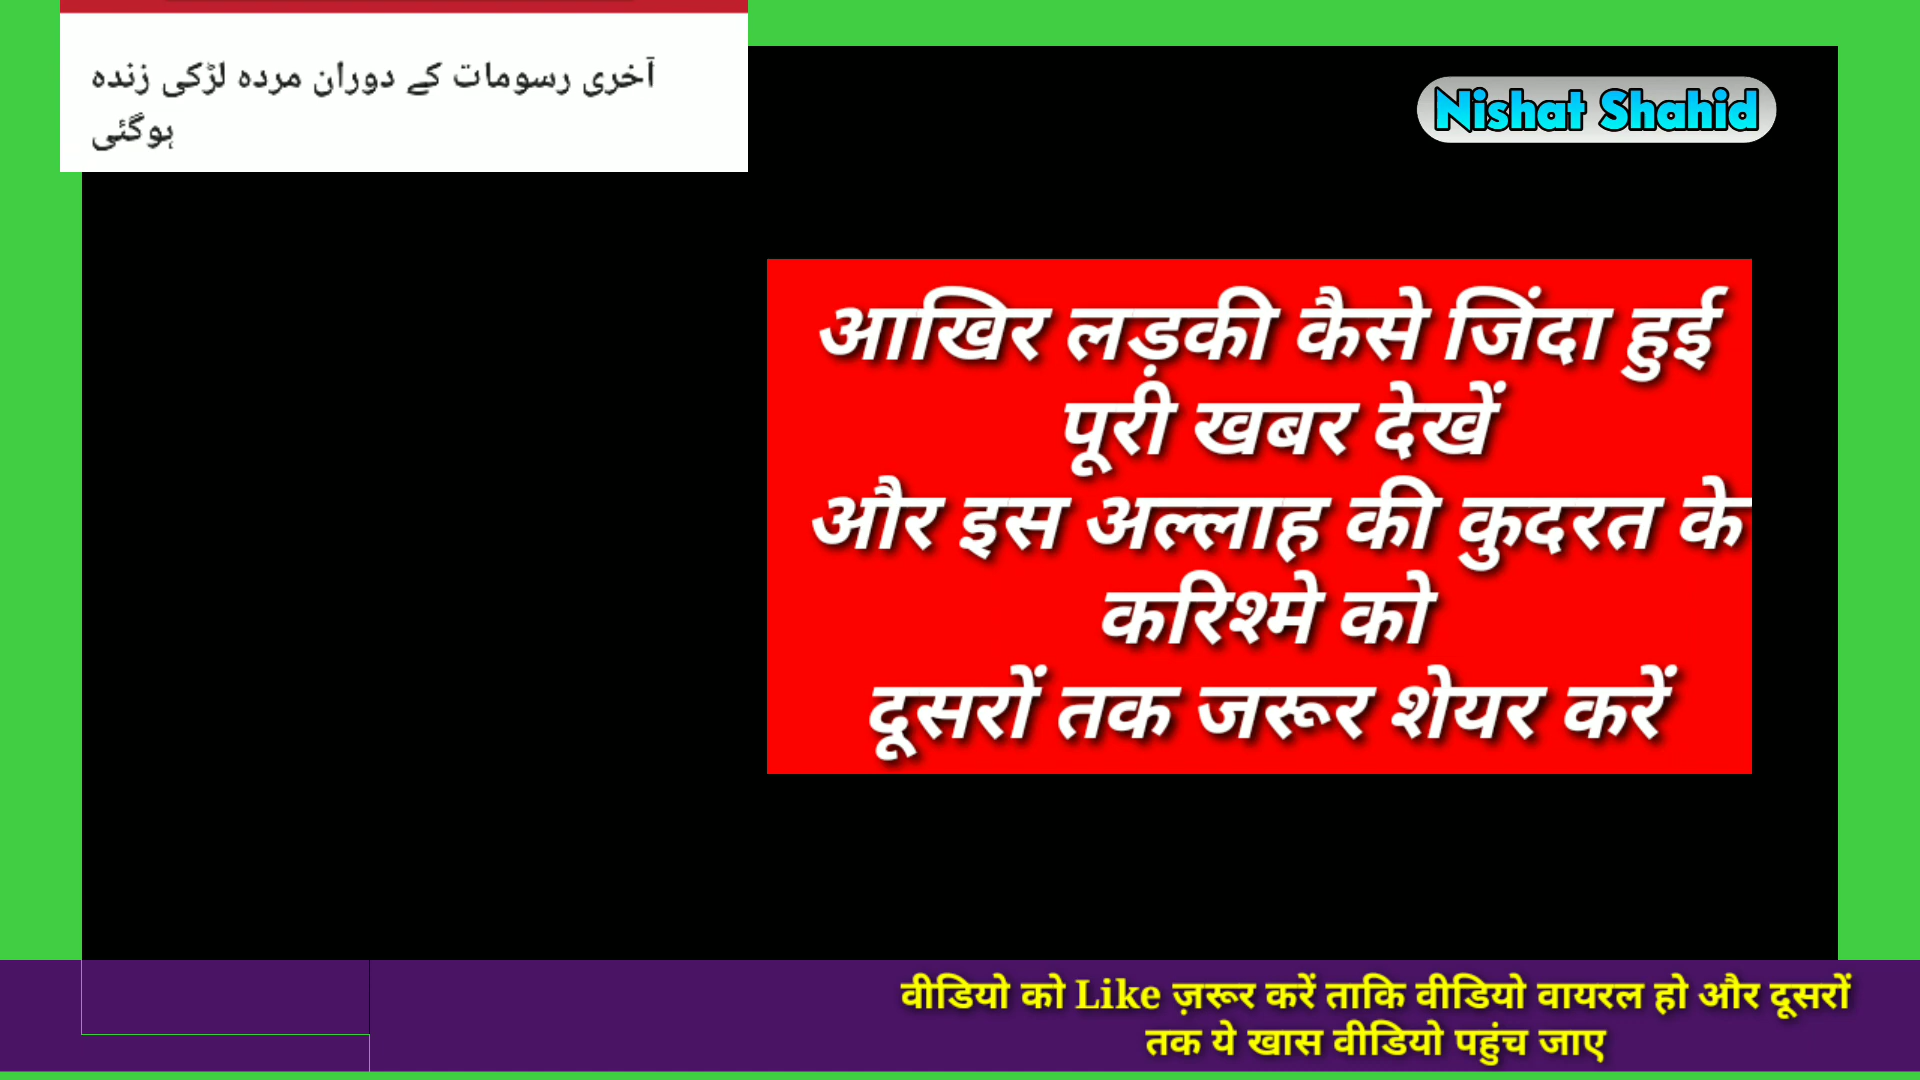 آخری رسومات کے دوران مردہ لڑکی زندہ
ہوگئی
Nishat Shahid
आखिर लड़की कैसे जिंदा हुई
पूरी खबर देखें
और इस अल्लाह की कुदरत के
करिश्मे को
दूसरों तक जरूर शेयर करें
वीडियो को Like ज़रूर करें ताकि वीडियो वायरल हो और दूसरों
तक ये खास वीडियो पहुंच जाए